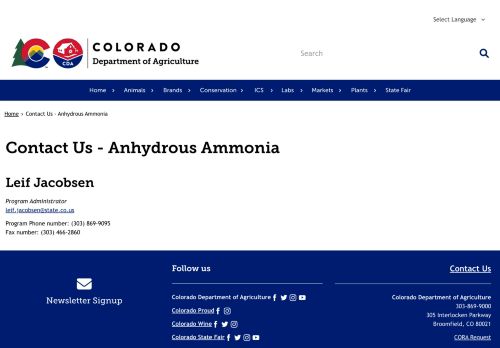 Select Language
COLORADO
Department of Agriculture
CDA
Search
Home Animals Brands Conservation ICS Labs Markets Plants State Fair
Home › Contact Us - Anhydrous Ammonia
Contact Us - Anhydrous Ammonia
Leif Jacobsen
Program Administrator
leif.jacobsen@state.co.us
Program Phone number: (303) 869-9095
Fax number: (303) 466-2860
Newsletter Signup
Follow us
Colorado Department of Agriculture
Colorado Proud
Colorado Wine
Colorado State Fair
Contact Us
Colorado Department of Agriculture
303-869-9000
305 Interlocken Parkway
Broomfield, CO 80021
CORA Request